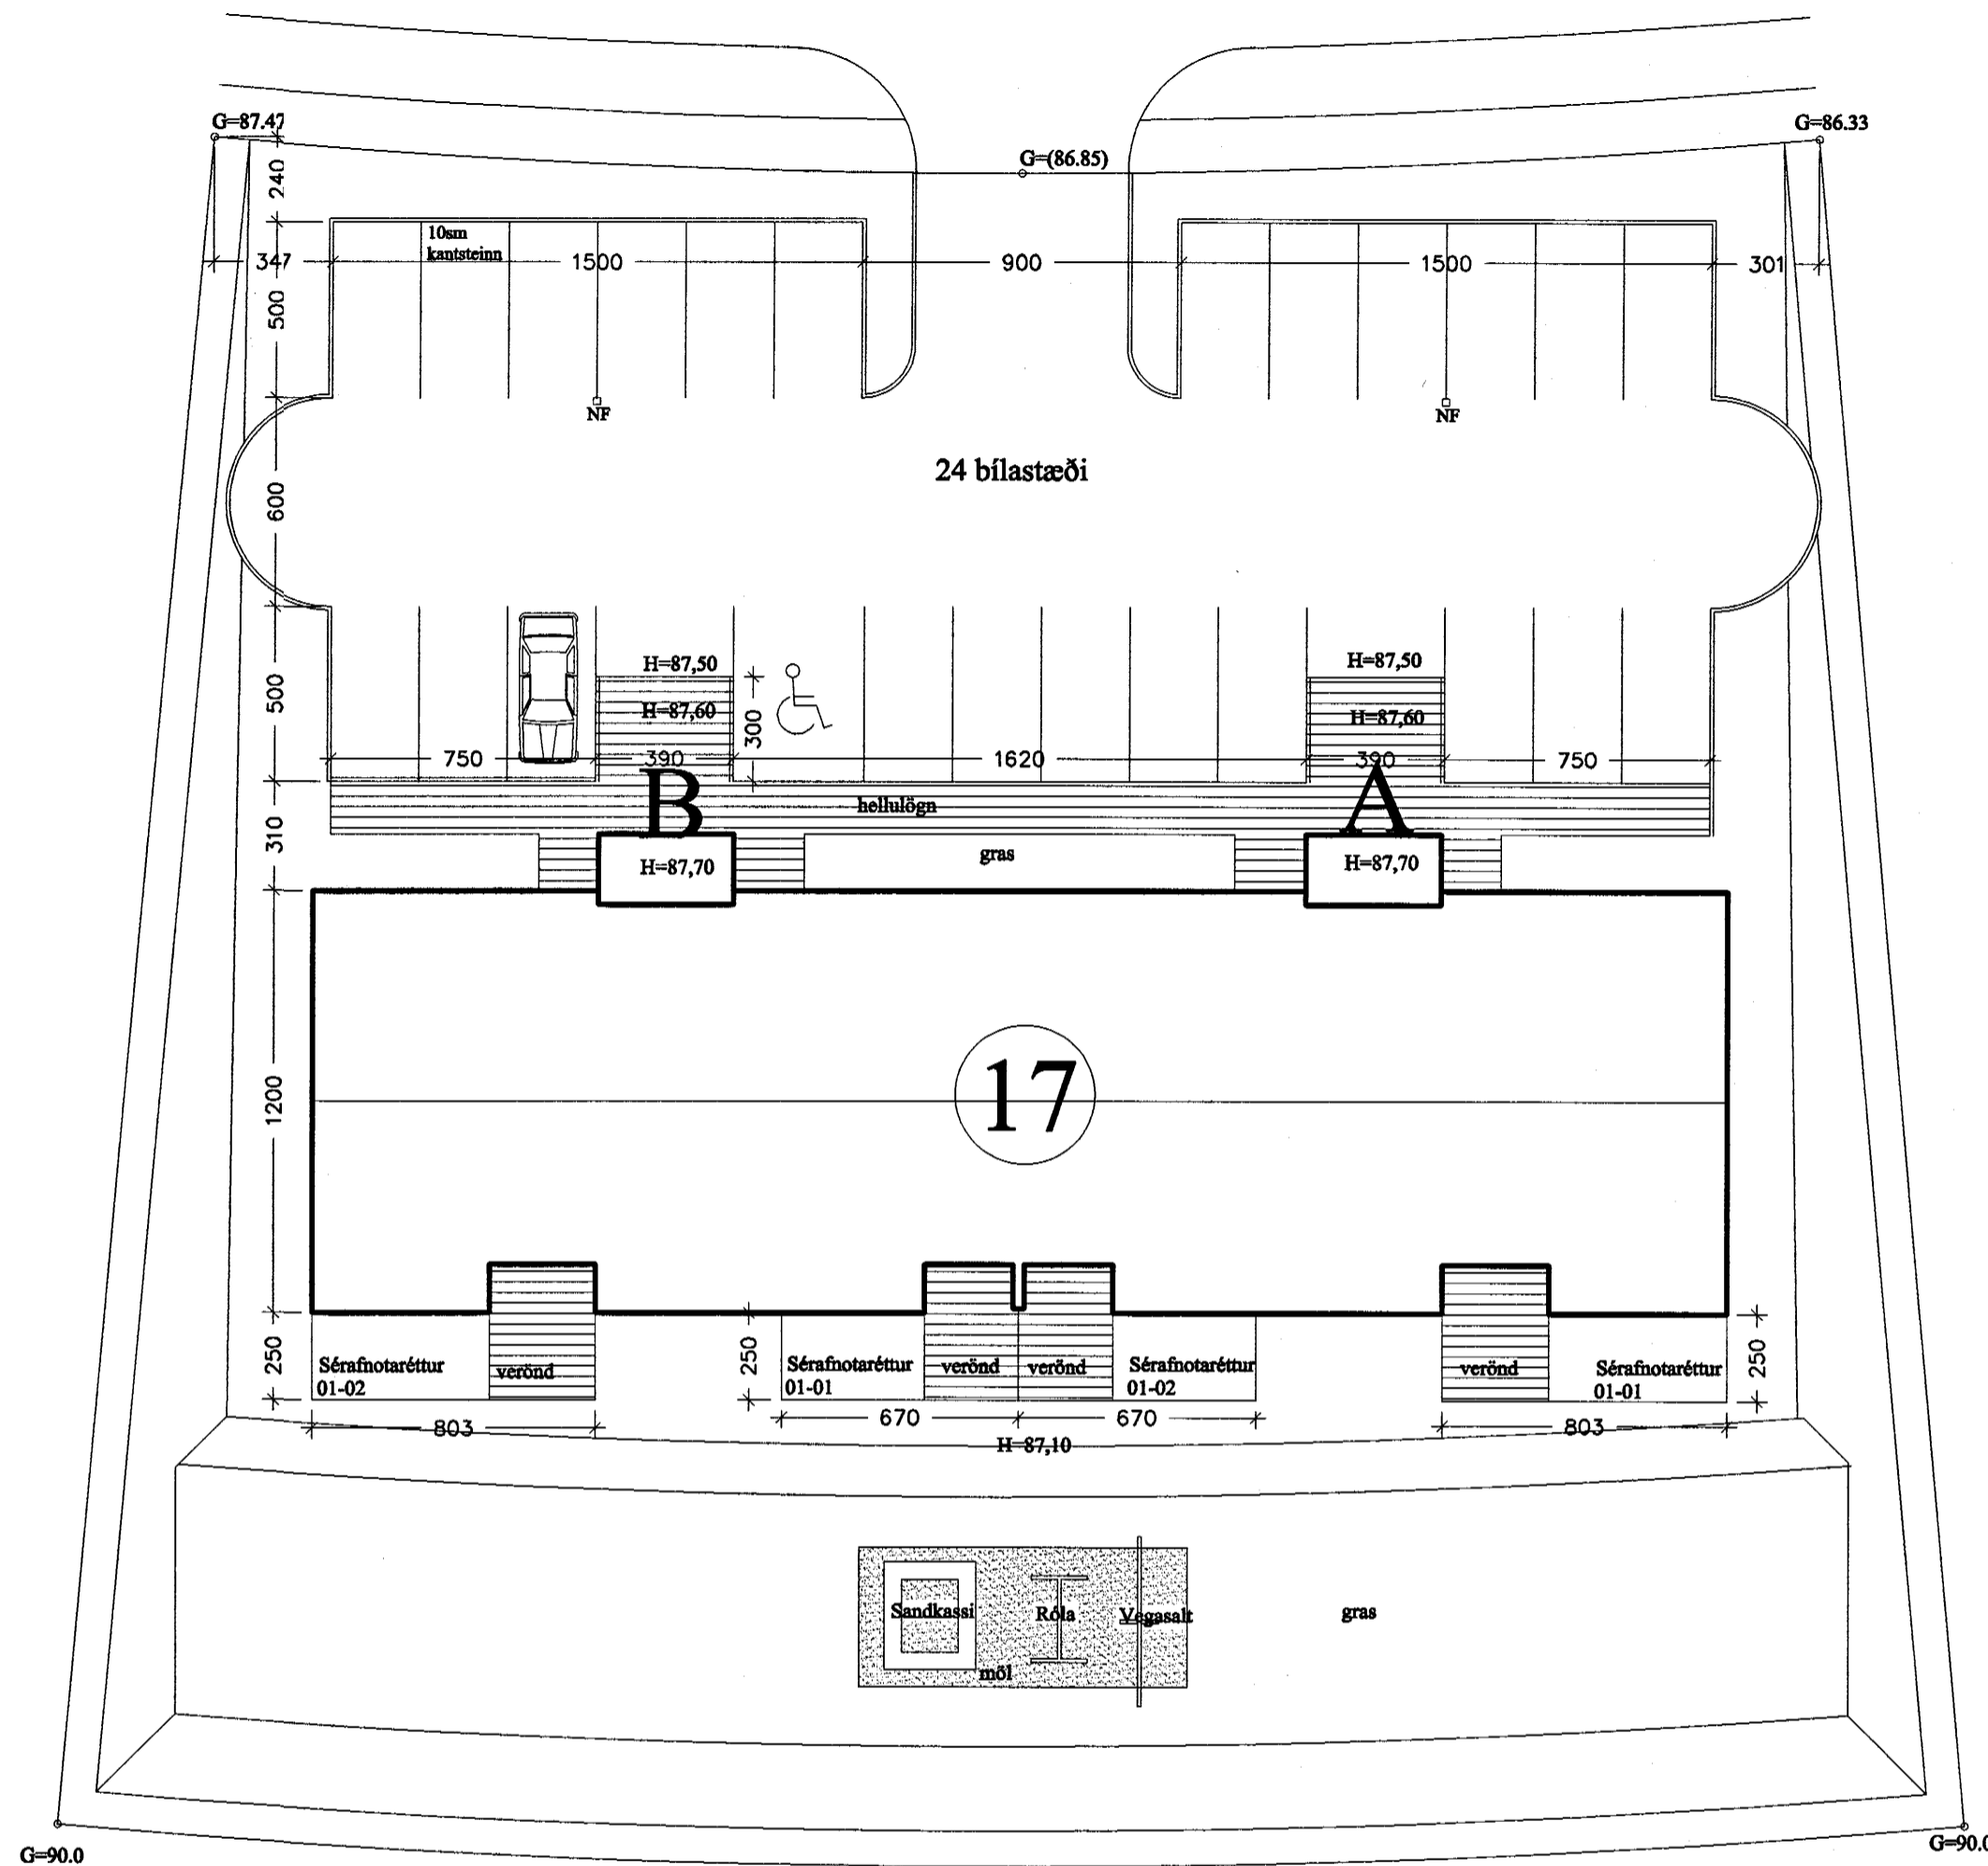 G=87.47
G=86.33
G=(86.85)
240
10sm
kantsteinn
347
1500
900
1500
301
500
NF
NF
24 bílastæði
600
H=87,50
H=87,50
500
H=87,60
300
H=87,60
750
390
1620
390
750
B
A
hellulögn
310
gras
H=87,70
H=87,70
17
1200
250
Sérafnotaréttur
01-02
verönd
250
Sérafnotaréttur
01-01
verönd
verönd
Sérafnotaréttur
01-02
verönd
Sérafnotaréttur
01-01
250
803
670
670
803
H=87,10
Sandkassi
Róla
Vegasalt
gras
möl
G=90.0
G=90.0